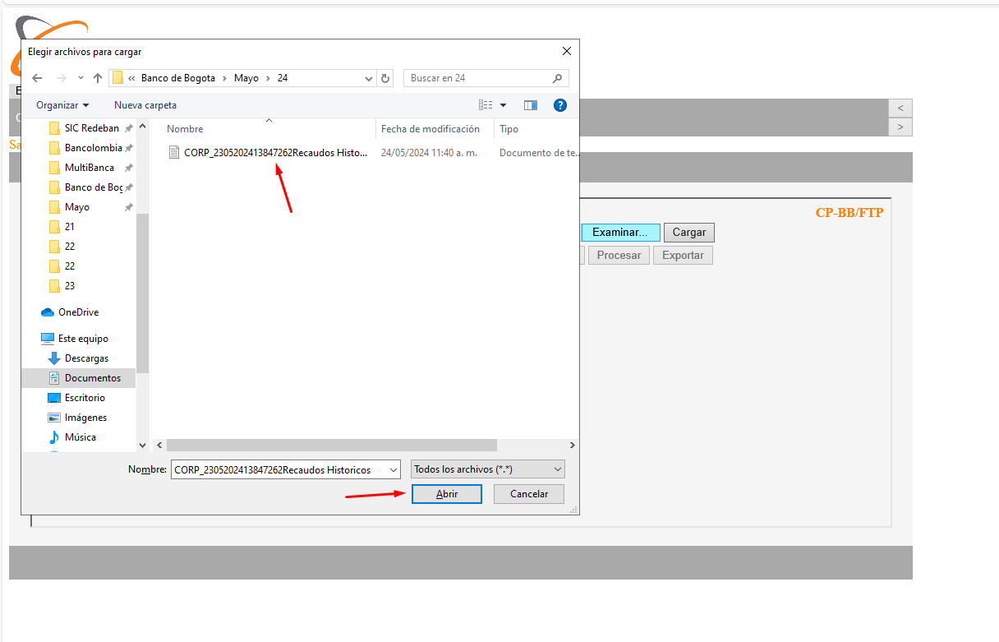 Elegir archivos para cargar
« Banco de Bogota > Mayo > 24
Buscar en 24
Organizar
Nueva carpeta
?
<
>
SIC Redeban
Bancolombia
MultiBanca
Banco de Bog
Mayo
21
22
22
23
OneDrive
Este equipo
Descargas
Documentos
Escritorio
Imágenes
Música
Nombre Fecha de modificación Tipo
CORP_2305202413847262Recaudos Histo... 24/05/2024 11:40 a. m. Documento de te...
Nombre: CORP_2305202413847262Recaudos Historicos
Todos los archivos (*.*)
Abrir
Cancelar
Sa
CP-BB/FTP
Examinar...
Cargar
Procesar
Exportar